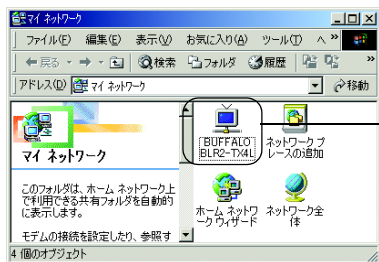 マイ ネットワーク
ファイル(F) 編集(E) 表示(V) お気に入り(A) ツール(T) ヘ »
戻る 検索 フォルダ 履歴 »
アドレス(D) マイ ネットワーク 移動
マイ ネットワーク
このフォルダは、ホーム ネットワーク上
で利用できる共有フォルダを自動的
に表示します。
モデムの接続を設定したり、参照す
BUFFALO
BLR2-TX4L
ネットワーク プ
レースの追加
ホーム ネットワ
ーク ウィザード
ネットワーク全
体
4 個のオブジェクト